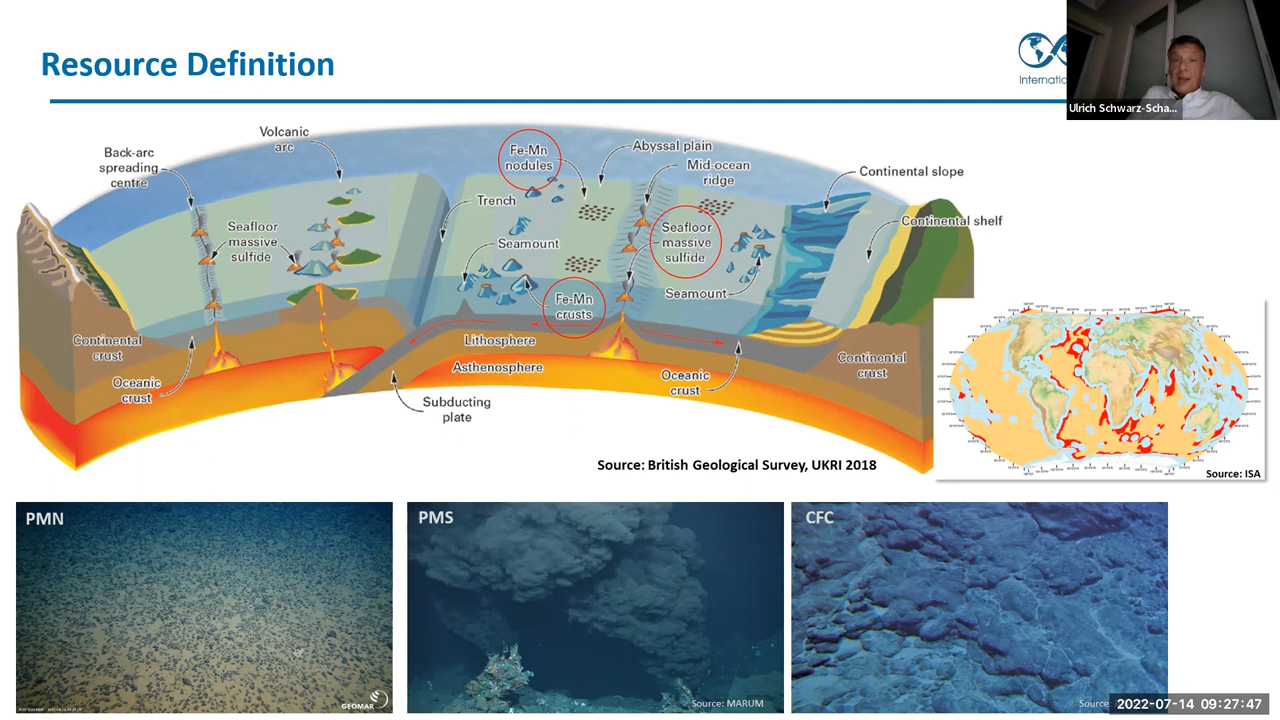 Resource Definition
Ulrich Schwarz-Scha...
Volcanic
arc
Back-arc
spreading
centre
Seafloor
massive
sulfide
Fe-Mn
nodules
Abyssal plain
Mid-ocean
ridge
Continental slope
Trench
Seamount
Seafloor
massive
sulfide
Continental shelf
Seamount
Fe-Mn
crusts
Continental
crust
Lithosphere
Asthenosphere
Continental
crust
Oceanic
crust
Oceanic
crust
Subducting
plate
Source: British Geological Survey, UKRI 2018
Source: ISA
PMN
PMS
CFC
GEOMAR
Source: MARUM
Source:
2022-07-14 09:27:47